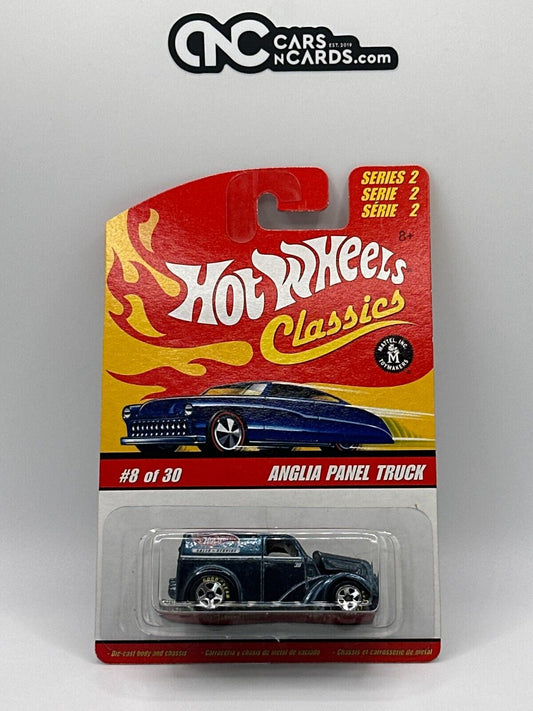 CNC CARS
EST. 2019
nCARDS.com
SERIES 2
SERIE 2
SÉRIE 2
8+
HOT WHEELS
Classics
MATTEL, INC.
M
TOYMAKERS
#8 of 30
ANGLIA PANEL TRUCK
·Die-cast body and chassis
·Carrocería y chasis de metal de vaciado
·Chassis et carrosserie de métal